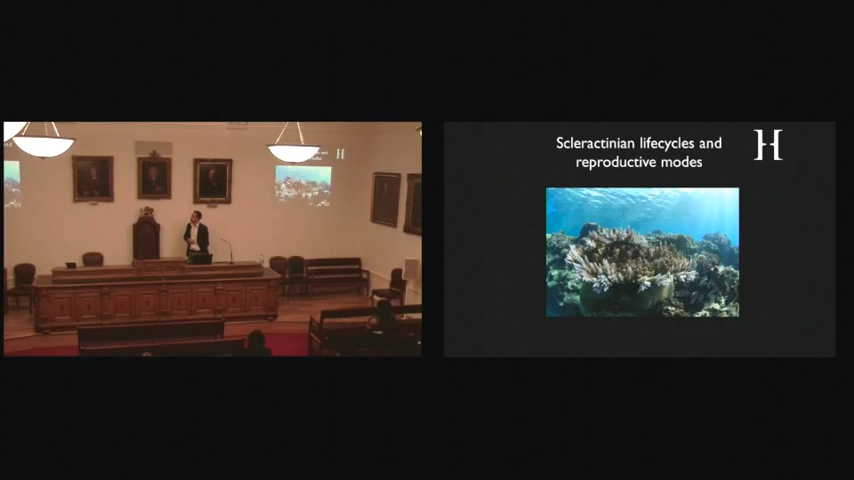 Scleractinian lifecycles and
reproductive modes
H